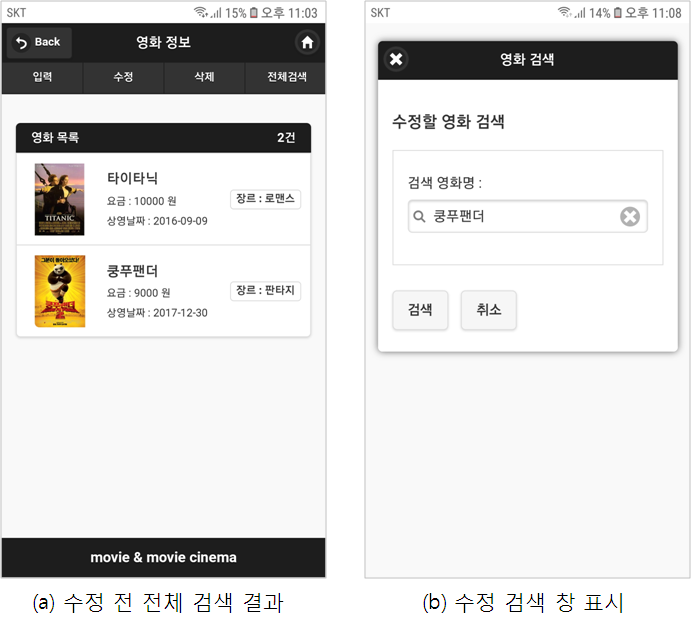 SKT 15% 오후 11:03
Back 영화 정보
입력 수정 삭제 전체검색
영화 목록 2건
타이타닉
요금 : 10000 원
상영날짜 : 2016-09-09
장르 : 로맨스
TITANIC
쿵푸팬더
요금 : 9000 원
상영날짜 : 2017-12-30
장르 : 판타지
movie & movie cinema
(a) 수정 전 전체 검색 결과
SKT 14% 오후 11:08
영화 검색
수정할 영화 검색
검색 영화명 :
쿵푸팬더
검색 취소
(b) 수정 검색 창 표시